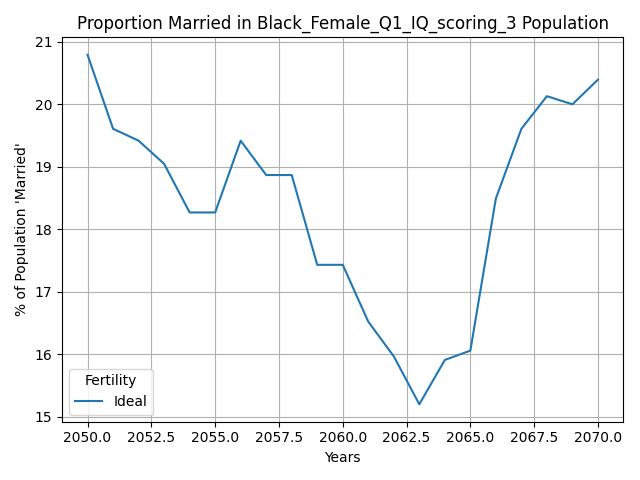 Proportion Married in Black_Female_Q1_IQ_scoring_3 Population
% of Population 'Married'
21
20
19
18
17
16
15
Fertility
Ideal
2050.0 2052.5 2055.0 2057.5 2060.0 2062.5 2065.0 2067.5 2070.0
Years